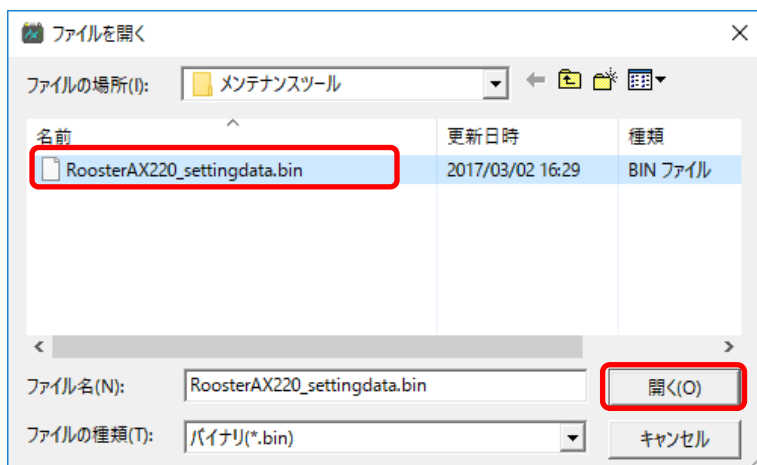 ファイルを開く
ファイルの場所(I): メンテナンスツール
名前 更新日時 種類
RoosterAX220_settingdata.bin 2017/03/02 16:29 BIN ファイル
ファイル名(N): RoosterAX220_settingdata.bin 開く(O)
ファイルの種類(T): バイナリ(*.bin) キャンセル